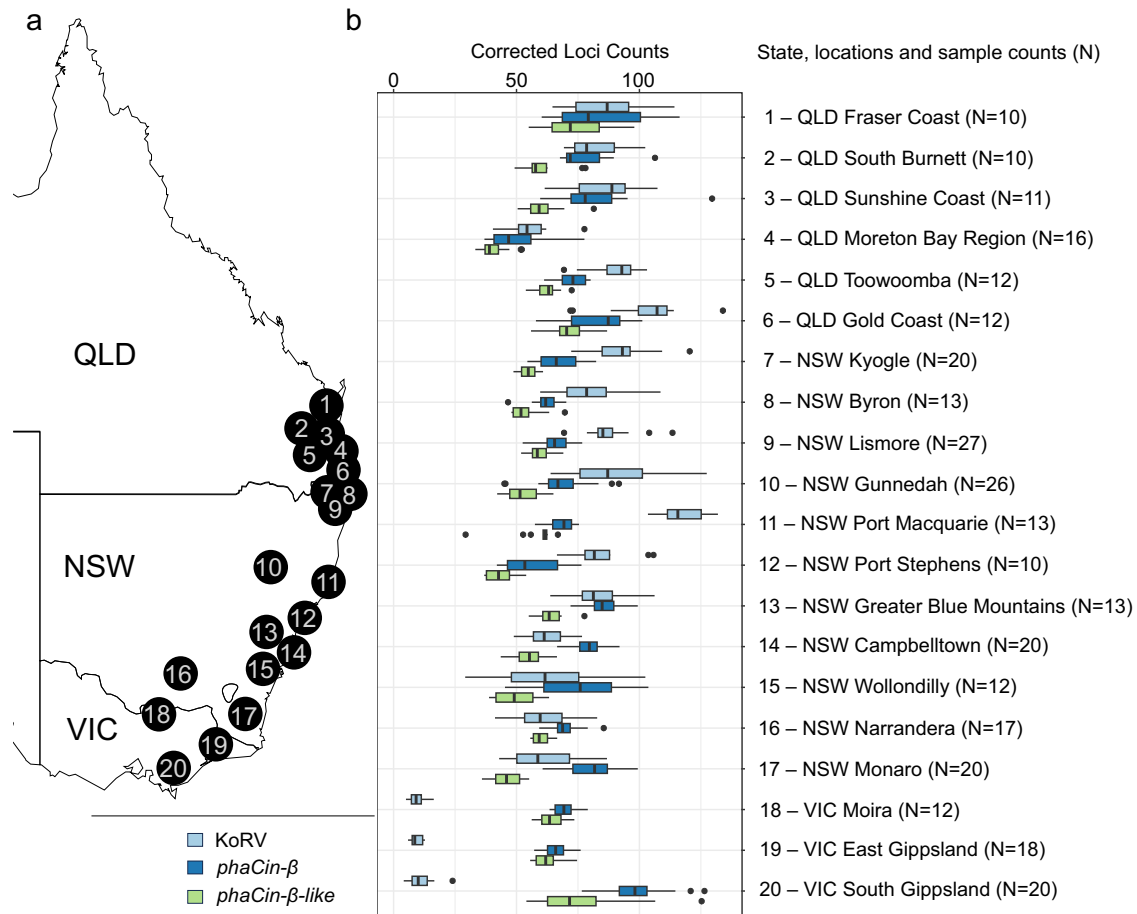 a
b
Corrected Loci Counts
State, locations and sample counts (N)
0
50
100
1 – QLD Fraser Coast (N=10)
2 – QLD South Burnett (N=10)
3 – QLD Sunshine Coast (N=11)
4 – QLD Moreton Bay Region (N=16)
5 – QLD Toowoomba (N=12)
6 – QLD Gold Coast (N=12)
7 – NSW Kyogle (N=20)
8 – NSW Byron (N=13)
9 – NSW Lismore (N=27)
10 – NSW Gunnedah (N=26)
11 – NSW Port Macquarie (N=13)
12 – NSW Port Stephens (N=10)
13 – NSW Greater Blue Mountains (N=13)
14 – NSW Campbelltown (N=20)
15 – NSW Wollondilly (N=12)
16 – NSW Narrandera (N=17)
17 – NSW Monaro (N=20)
18 – VIC Moira (N=12)
19 – VIC East Gippsland (N=18)
20 – VIC South Gippsland (N=20)
QLD
1
2
3
4
5
6
7
8
9
NSW
10
11
12
13
14
15
16
17
18
VIC
19
20
KoRV
phaCin-β
phaCin-β-like